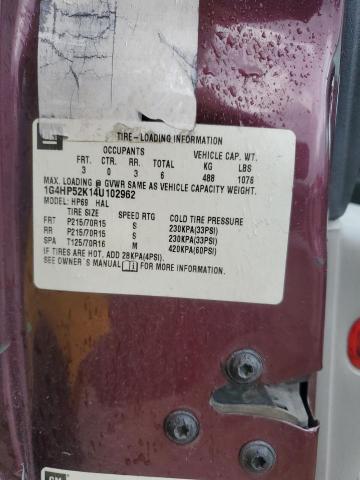 TIRE-LOADING INFORMATION
OCCUPANTS VEHICLE CAP. WT.
FRT. CTR. RR. TOTAL KG LBS
3 0 3 6 488 1076
MAX. LOADING @ GVWR SAME AS VEHICLE CAPACITY WEIGHT.
1G4HP52K14U102962
MODEL: HP69 HAL
TIRE SIZE SPEED RTG COLD TIRE PRESSURE
FRT P215/70R15 S 230KPA(33PSI)
RR P215/70R15 S 230KPA(33PSI)
SPA T125/70R16 M 420KPA(60PSI)
IF TIRES ARE HOT, ADD 28KPA(4PSI).
SEE OWNER'S MANUAL FOR MORE INFORMATION.
GM